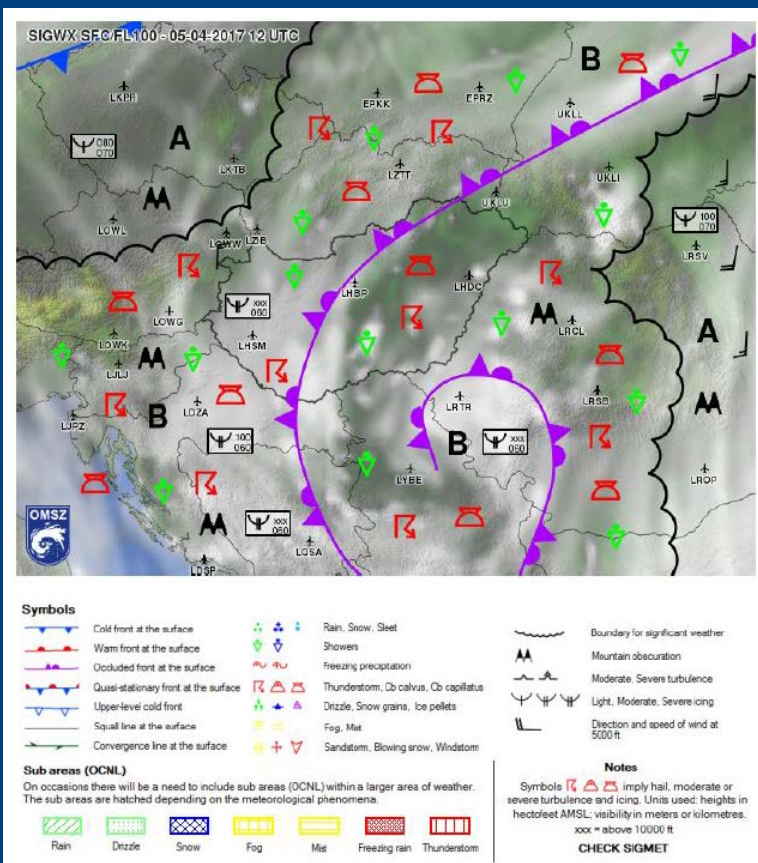 SIGWX SFC/FL100 - 05-04-2017 12 UTC
B
LKPR
EPKK
EPRZ
UKLL
080
070
A
LKTB
LZTT
UKLI
UKLU
LOWL
LOWW
LZIB
100
070
LRSV
LHBP
LHDC
xxx
060
LOWG
LHSM
LRCL
A
LOWK
LJLJ
B
LJPZ
LDZA
LRTR
LRSB
100
060
B
xxx
060
LYBE
LROP
OMSZ
xxx
060
LQSA
LDSP
Symbols
Cold front at the surface
Warm front at the surface
Occluded front at the surface
Quasi-stationary front at the surface
Upper-level cold front
Squall line at the surface
Convergence line at the surface
Rain, Snow, Sleet
Showers
Freezing precipitation
Thunderstorm, Cb calvus, Cb capillatus
Drizzle, Snow grains, Ice pellets
Fog, Mist
Sandstorm, Blowing snow, Windstorm
Boundary for significant weather
Mountain obscuration
Moderate, Severe turbulence
Light, Moderate, Severe icing
Direction and speed of wind at
5000 ft
Sub areas (OCNL)
On occasions there will be a need to include sub areas (OCNL) within a larger area of weather.
The sub areas are hatched depending on the meteorological phenomena.
Rain
Drizzle
Snow
Fog
Mist
Freezing rain
Thunderstorm
Notes
Symbols imply hail, moderate or
severe turbulence and icing. Units used: heights in
hectofeet AMSL; visibility in meters or kilometres.
xxx = above 10000 ft
CHECK SIGMET